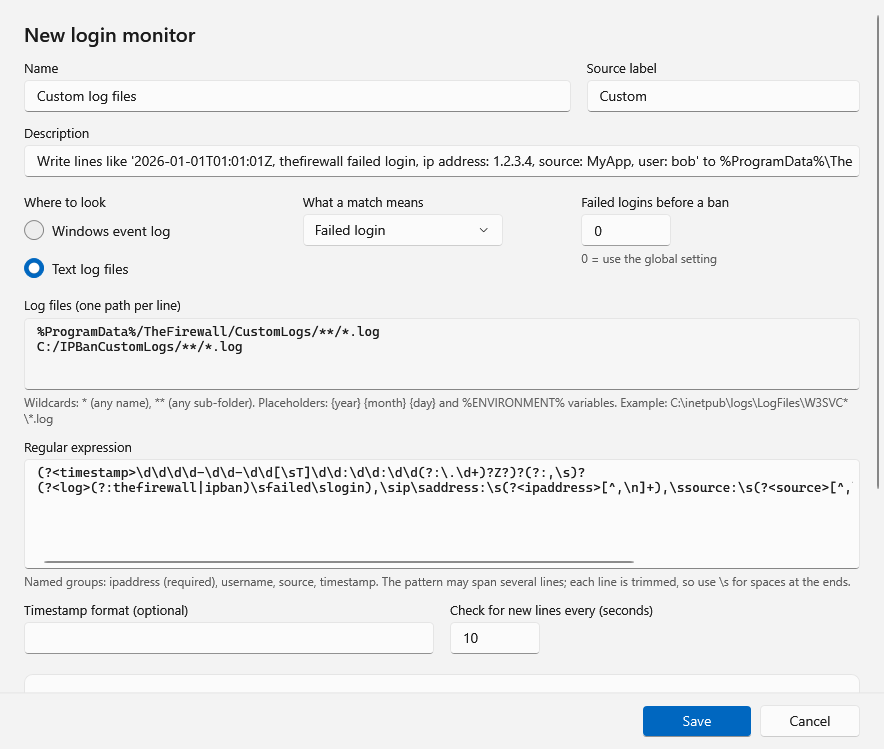 New login monitor
Name
Source label
Custom log files
Custom
Description
Write lines like '2026-01-01T01:01:01Z, thefirewall failed login, ip address: 1.2.3.4, source: MyApp, user: bob' to %ProgramData%\The
Where to look
What a match means
Failed logins before a ban
Windows event log
Failed login
0
0 = use the global setting
Text log files
Log files (one path per line)
%ProgramData%/TheFirewall/CustomLogs/**/*.log
C:/IPBanCustomLogs/**/*.log
Wildcards: * (any name), ** (any sub-folder). Placeholders: {year} {month} {day} and %ENVIRONMENT% variables. Example: C:\inetpub\logs\LogFiles\W3SVC*
\*.log
Regular expression
(?<timestamp>\d\d\d\d-\d\d-\d\d[\sT]\d\d:\d\d:\d\d(?:\.\d+)?Z?)?(?:,\s)?
(?<log>(?:thefirewall|ipban)\sfailed\slogin),\sip\saddress:\s(?<ipaddress>[^,\n]+),\ssource:\s(?<source>[^,
Named groups: ipaddress (required), username, source, timestamp. The pattern may span several lines; each line is trimmed, so use \s for spaces at the ends.
Timestamp format (optional)
Check for new lines every (seconds)
10
Save
Cancel